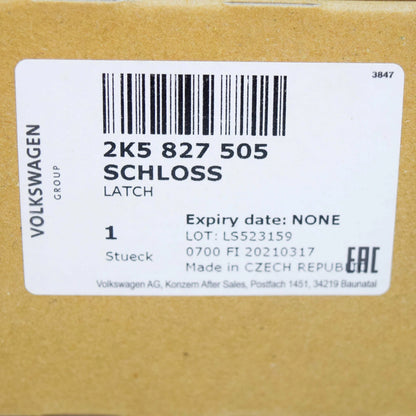 3847
VOLKSWAGEN
GROUP
2K5 827 505
SCHLOSS
LATCH
1
Stueck
Expiry date: NONE
LOT: LS523159
0700 FI 20210317
Made in CZECH REPUBLIC
EAC
Volkswagen AG, Konzern After Sales, Postfach 1451, 34219 Baunatal